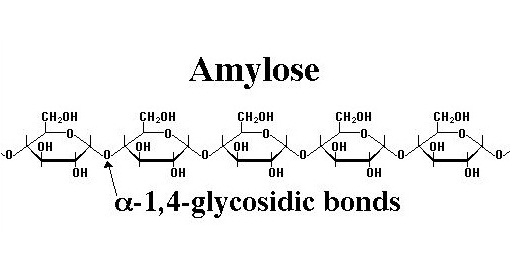 Amylose
CH₂OH CH₂OH CH₂OH CH₂OH CH₂OH
O O O O O
OH OH OH OH OH
O O O O O O
OH OH OH OH OH
α-1,4-glycosidic bonds